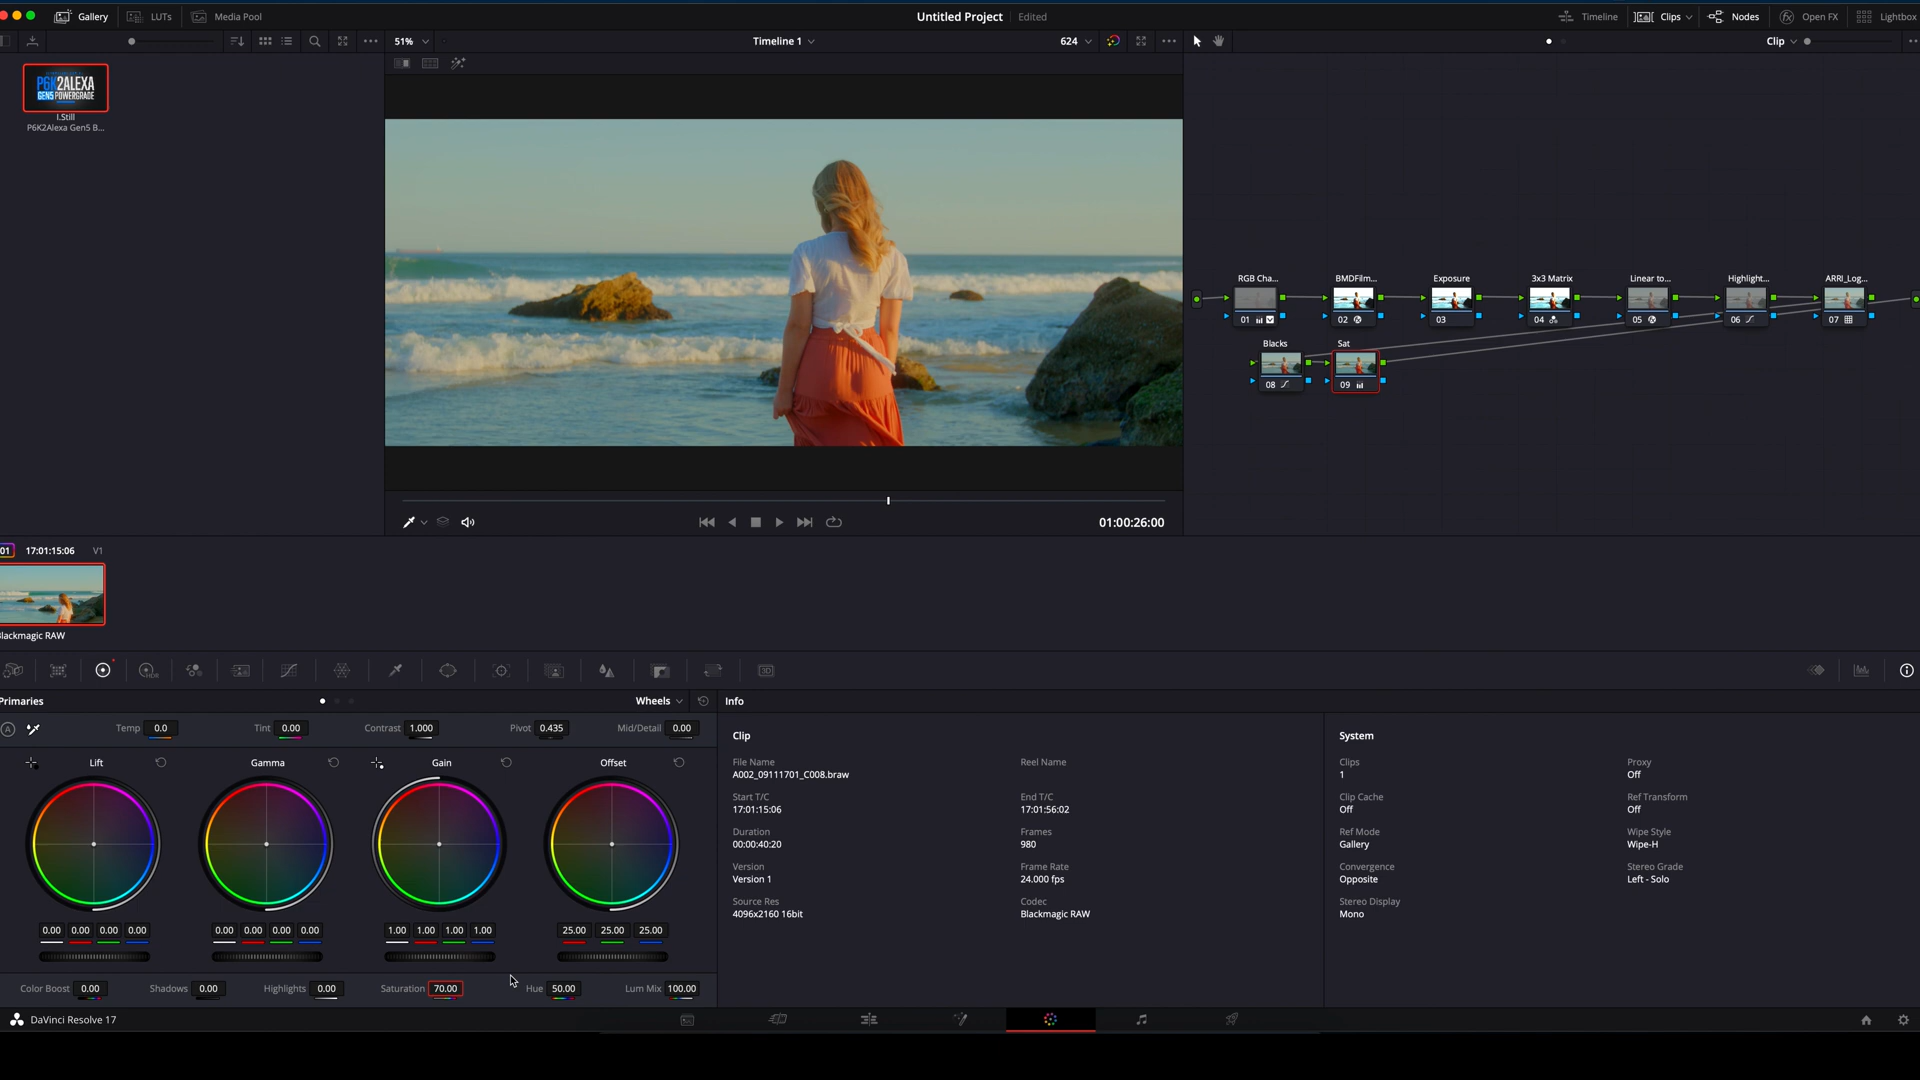 Gallery
LUTs
Media Pool
Untitled Project
Edited
Timeline
Clips
Nodes
Open FX
Lightbox
51%
Timeline 1
624
Clip
P6K2ALEXA
GEN5 POWERGRADE
I.Still
P6K2Alexa Gen5 B...
RGB Cha...
BMDFilm...
Exposure
3x3 Matrix
Linear to...
Highlight...
ARRI_Log...
01
02
03
04
05
06
07
Blacks
Sat
08
09
01:00:26:00
01
17:01:15:06
V1
Blackmagic RAW
HDR
3D
Primaries
Wheels
Info
A
Temp
0.0
Tint
0.00
Contrast
1.000
Pivot
0.435
Mid/Detail
0.00
Lift
Gamma
Gain
Offset
0.00 0.00 0.00 0.00
0.00 0.00 0.00 0.00
1.00 1.00 1.00 1.00
25.00 25.00 25.00
Color Boost
0.00
Shadows
0.00
Highlights
0.00
Saturation
70.00
Hue
50.00
Lum Mix
100.00
Clip
File Name
A002_09111701_C008.braw
Reel Name
Start T/C
17:01:15:06
End T/C
17:01:56:02
Duration
00:00:40:20
Frames
980
Version
Version 1
Frame Rate
24.000 fps
Source Res
4096x2160 16bit
Codec
Blackmagic RAW
System
Clips
1
Proxy
Off
Clip Cache
Off
Ref Transform
Off
Ref Mode
Gallery
Wipe Style
Wipe-H
Convergence
Opposite
Stereo Grade
Left - Solo
Stereo Display
Mono
DaVinci Resolve 17